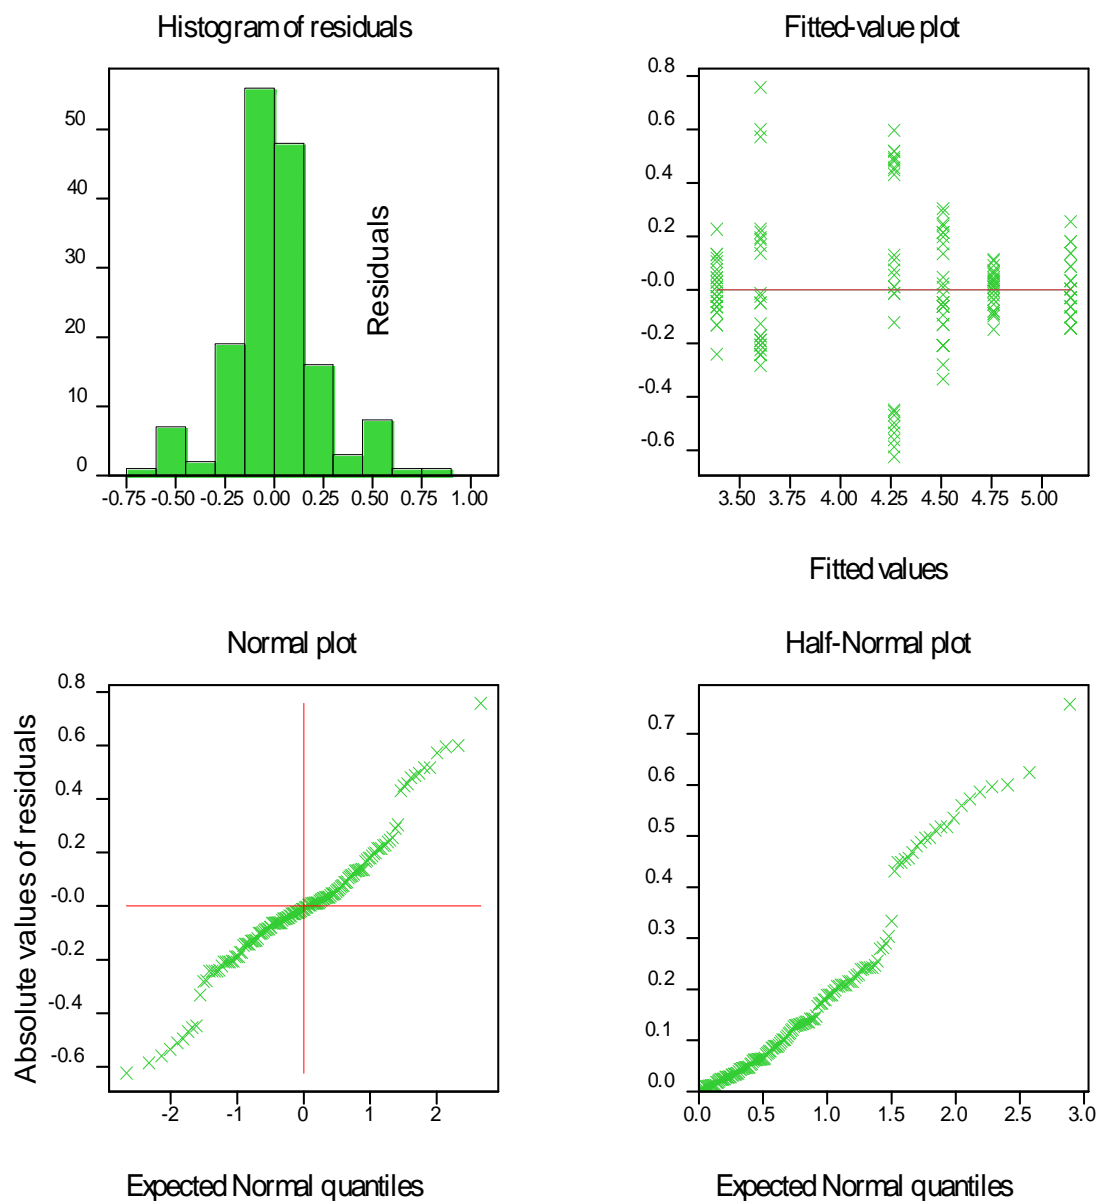 Histogram of residuals
50
40
30
20
10
0
-0.75 -0.50 -0.25 0.00 0.25 0.50 0.75 1.00
Residuals
Fitted-value plot
0.8
0.6
0.4
0.2
-0.0
-0.2
-0.4
-0.6
3.50 3.75 4.00 4.25 4.50 4.75 5.00
Fitted values
Normal plot
0.8
0.6
0.4
0.2
-0.0
-0.2
-0.4
-0.6
-2 -1 0 1 2
Absolute values of residuals
Expected Normal quantiles
Half-Normal plot
0.7
0.6
0.5
0.4
0.3
0.2
0.1
0.0
0.0 0.5 1.0 1.5 2.0 2.5 3.0
Expected Normal quantiles